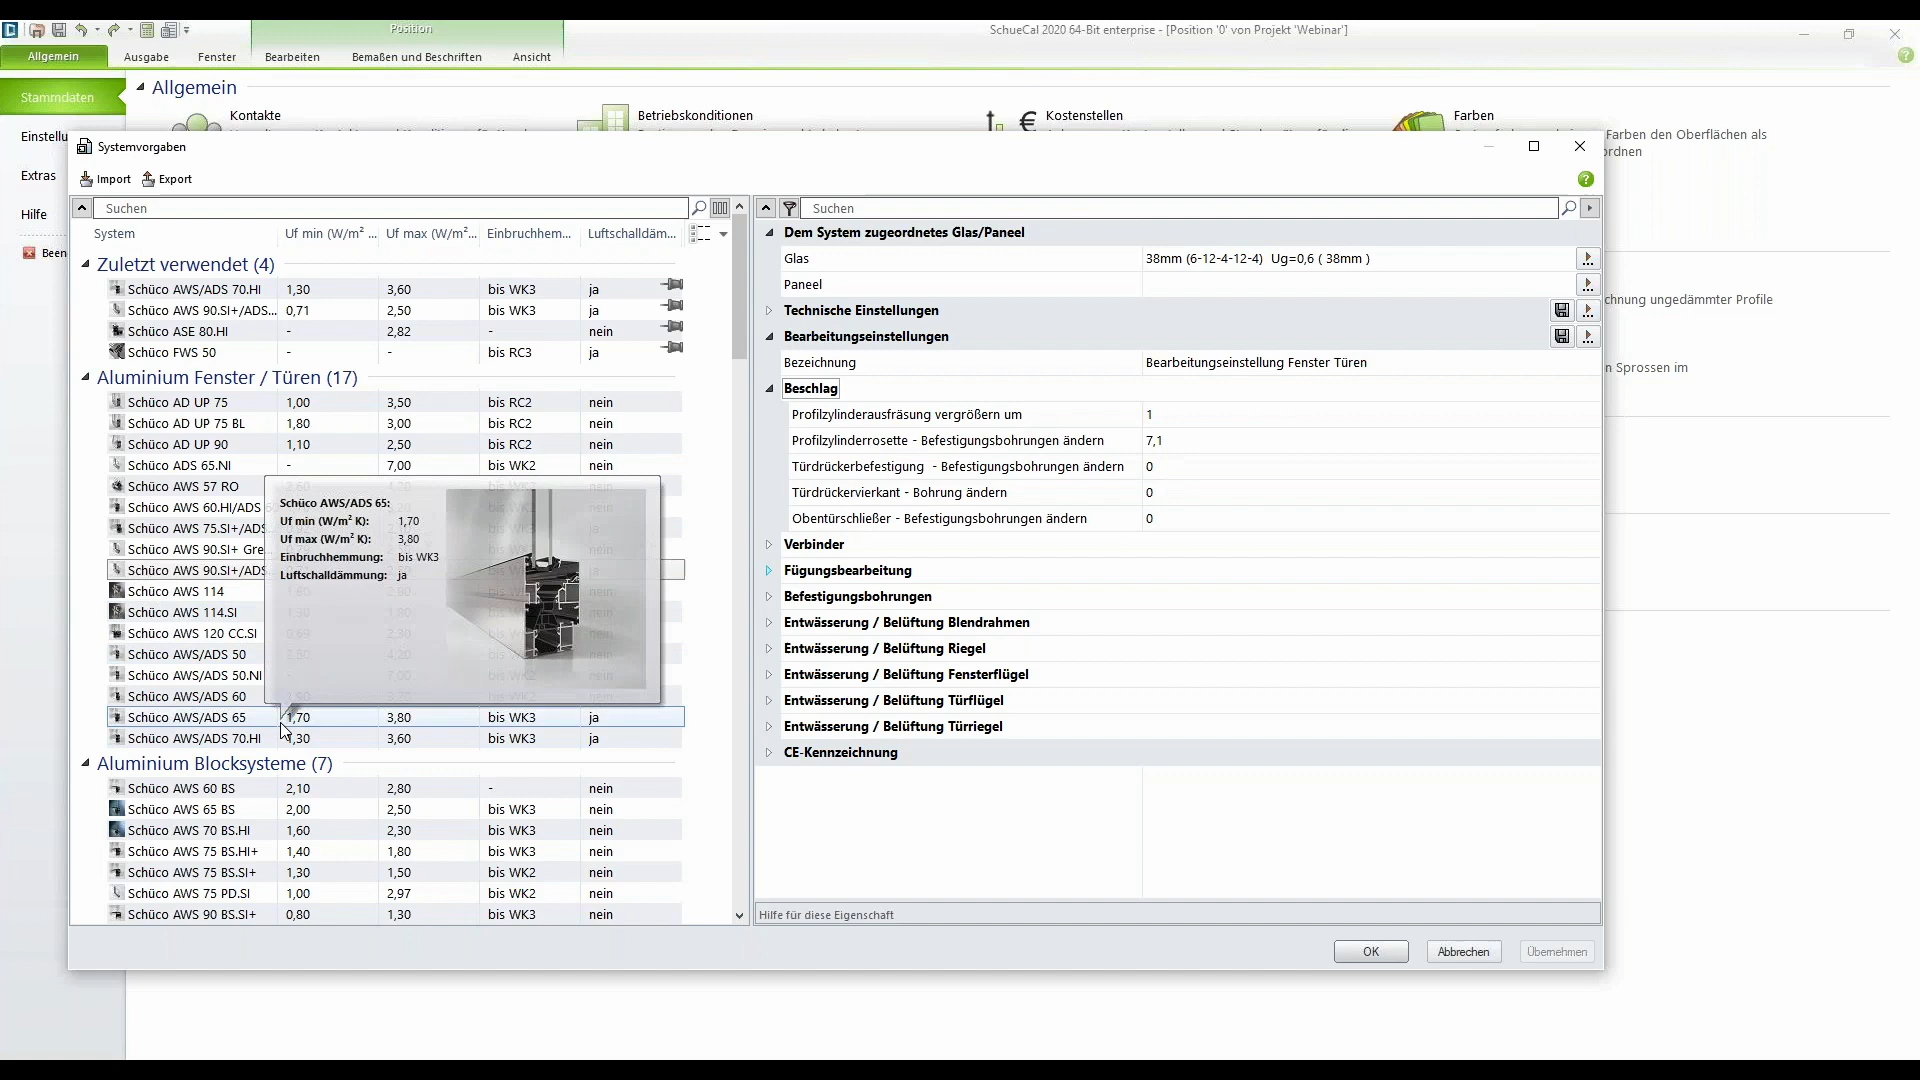 Position
SchueCal 2020 64-Bit enterprise - [Position '0' von Projekt 'Webinar']
Allgemein Ausgabe Fenster Bearbeiten Bemaßen und Beschriften Ansicht
Stammdaten
Einstellu
Extras
Hilfe
Been
Allgemein
Kontakte Betriebskonditionen Kostenstellen Farben
Farben den Oberflächen als
ordnen
chnung ungedämmter Profile
n Sprossen im
Systemvorgaben
Import Export
Suchen
System Uf min (W/m² ... Uf max (W/m²... Einbruchhem... Luftschalldäm...
Zuletzt verwendet (4)
Schüco AWS/ADS 70.HI 1,30 3,60 bis WK3 ja
Schüco AWS 90.SI+/ADS... 0,71 2,50 bis WK3 ja
Schüco ASE 80.HI - 2,82 - nein
Schüco FWS 50 - - bis RC3 ja
Aluminium Fenster / Türen (17)
Schüco AD UP 75 1,00 3,50 bis RC2 nein
Schüco AD UP 75 BL 1,80 3,00 bis RC2 nein
Schüco AD UP 90 1,10 2,50 bis RC2 nein
Schüco ADS 65.NI - 7,00 bis WK2 nein
Schüco AWS 57 RO
Schüco AWS 60.HI/ADS
Schüco AWS 75.SI+/ADS
Schüco AWS 90.SI+ Gre
Schüco AWS 90.SI+/ADS
Schüco AWS 114
Schüco AWS 114.SI
Schüco AWS 120 CC.SI
Schüco AWS/ADS 50
Schüco AWS/ADS 50.NI
Schüco AWS/ADS 60
Schüco AWS/ADS 65 1,70 3,80 bis WK3 ja
Schüco AWS/ADS 70.HI 1,30 3,60 bis WK3 ja
Schüco AWS/ADS 65:
Uf min (W/m² K): 1,70
Uf max (W/m² K): 3,80
Einbruchhemmung: bis WK3
Luftschalldämmung: ja
Aluminium Blocksysteme (7)
Schüco AWS 60 BS 2,10 2,80 - nein
Schüco AWS 65 BS 2,00 2,50 bis WK3 nein
Schüco AWS 70 BS.HI 1,60 2,30 bis WK3 nein
Schüco AWS 75 BS.HI+ 1,40 1,80 bis WK3 nein
Schüco AWS 75 BS.SI+ 1,30 1,50 bis WK2 nein
Schüco AWS 75 PD.SI 1,00 2,97 bis WK2 nein
Schüco AWS 90 BS.SI+ 0,80 1,30 bis WK3 nein
Suchen
Dem System zugeordnetes Glas/Paneel
Glas 38mm (6-12-4-12-4) Ug=0,6 ( 38mm )
Paneel
Technische Einstellungen
Bearbeitungseinstellungen
Bezeichnung Bearbeitungseinstellung Fenster Türen
Beschlag
Profilzylinderausfräsung vergrößern um 1
Profilzylinderrosette - Befestigungsbohrungen ändern 7,1
Türdrückerbefestigung - Befestigungsbohrungen ändern 0
Türdrückervierkant - Bohrung ändern 0
Obentürschließer - Befestigungsbohrungen ändern 0
Verbinder
Fügungsbearbeitung
Befestigungsbohrungen
Entwässerung / Belüftung Blendrahmen
Entwässerung / Belüftung Riegel
Entwässerung / Belüftung Fensterflügel
Entwässerung / Belüftung Türflügel
Entwässerung / Belüftung Türriegel
CE-Kennzeichnung
Hilfe für diese Eigenschaft
OK Abbrechen Übernehmen